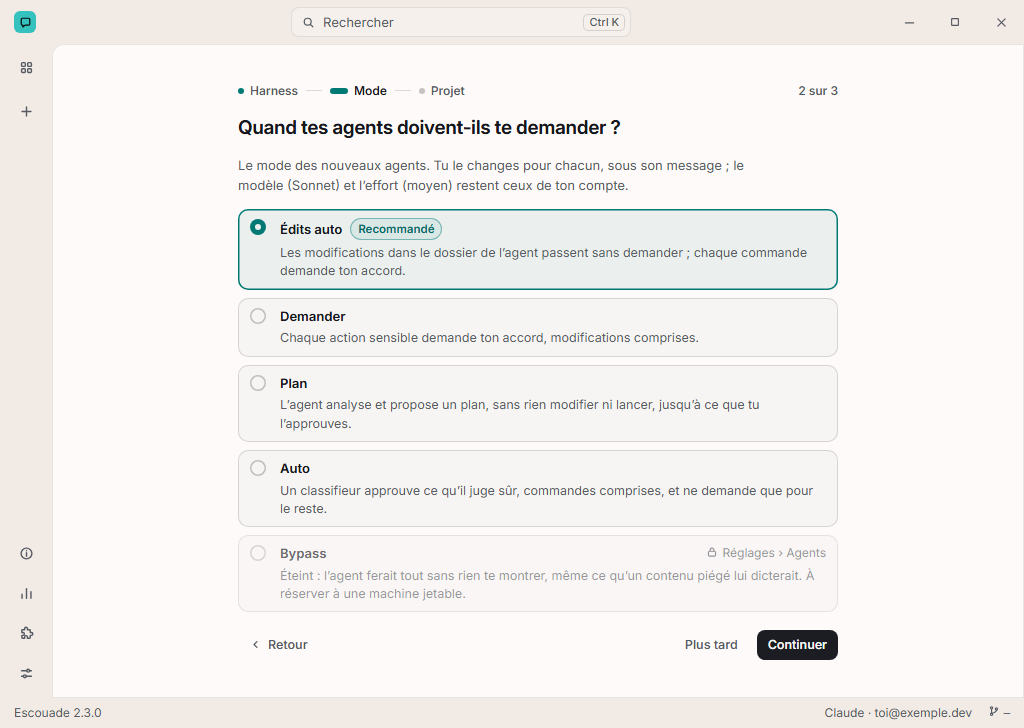 Rechercher
Ctrl K
Harness
Mode
Projet
2 sur 3
Quand tes agents doivent-ils te demander ?
Le mode des nouveaux agents. Tu le changes pour chacun, sous son message ; le
modèle (Sonnet) et l’effort (moyen) restent ceux de ton compte.
Édits auto
Recommandé
Les modifications dans le dossier de l’agent passent sans demander ; chaque commande
demande ton accord.
Demander
Chaque action sensible demande ton accord, modifications comprises.
Plan
L’agent analyse et propose un plan, sans rien modifier ni lancer, jusqu’à ce que tu
l’approuves.
Auto
Un classifieur approuve ce qu’il juge sûr, commandes comprises, et ne demande que pour
le reste.
Bypass
Réglages › Agents
Éteint : l’agent ferait tout sans rien te montrer, même ce qu’un contenu piégé lui dicterait. À
réserver à une machine jetable.
Retour
Plus tard
Continuer
Escouade 2.3.0
Claude · toi@exemple.dev
–